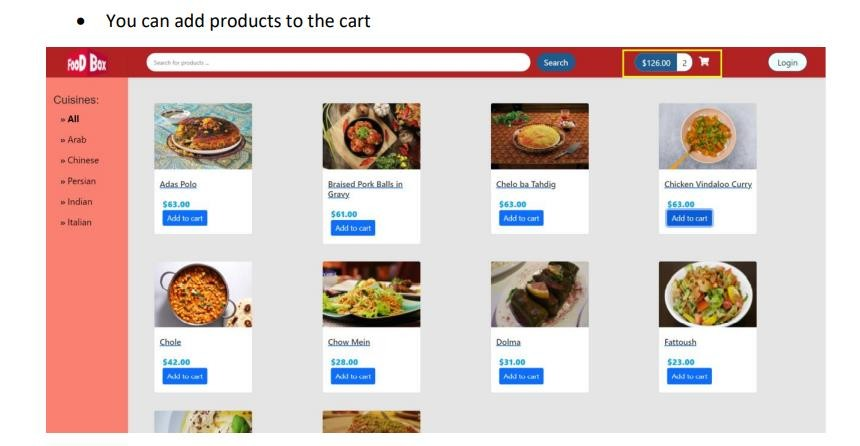 • You can add products to the cart
FooD Box
Search for products ...
Search
$126.00 2
Login
Cuisines:
» All
» Arab
» Chinese
» Persian
» Indian
» Italian
Adas Polo
$63.00
Add to cart
Braised Pork Balls in
Gravy
$61.00
Add to cart
Chelo ba Tahdig
$63.00
Add to cart
Chicken Vindaloo Curry
$63.00
Add to cart
Chole
$42.00
Add to cart
Chow Mein
$28.00
Add to cart
Dolma
$31.00
Add to cart
Fattoush
$23.00
Add to cart